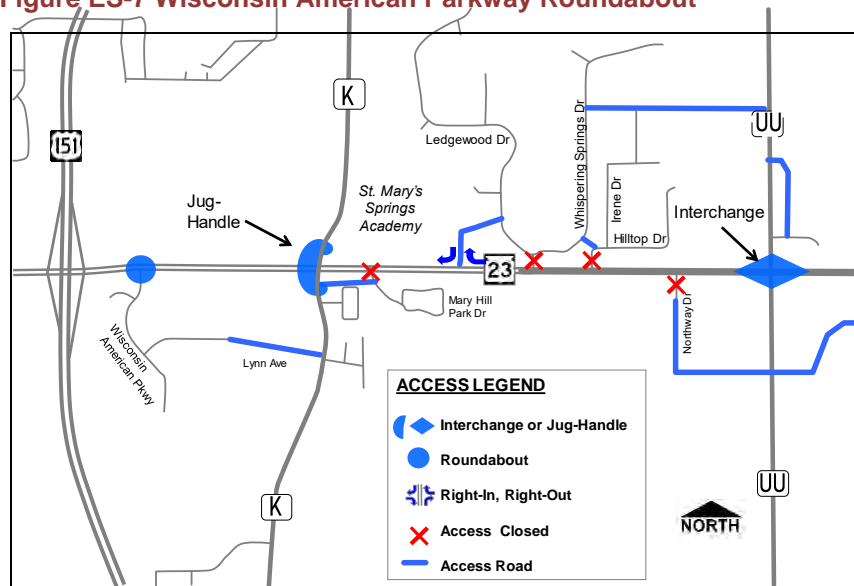 Figure ES-7 Wisconsin American Parkway Roundabout
K
UU
151
Ledgewood Dr
Whispering Springs Dr
Irene Dr
St. Mary's
Springs
Academy
Jug-
Handle
Interchange
Hilltop Dr
23
Mary Hill
Park Dr
Northway Dr
Wisconsin
American Pkwy
Lynn Ave
ACCESS LEGEND
Interchange or Jug-Handle
Roundabout
Right-In, Right-Out
Access Closed
Access Road
K
UU
NORTH